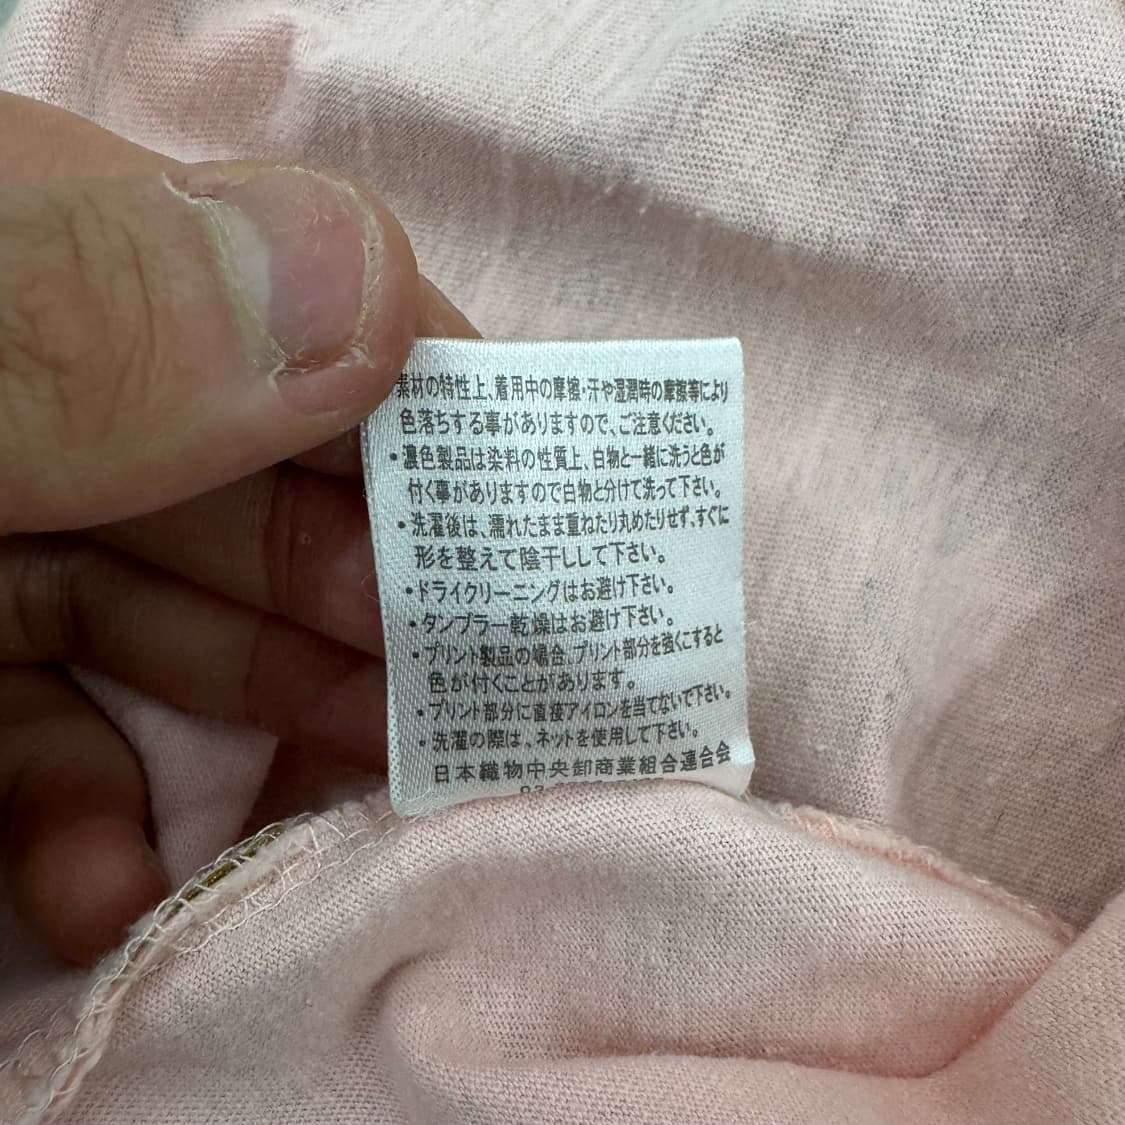 素材の特性上、着用中の摩擦・汗や湿潤時の摩擦等により
色落ちする事がありますので、ご注意ください。
・濃色製品は染料の性質上、白物と一緒に洗うと色が
付く事がありますので白物と分けて洗って下さい。
・洗濯後は、濡れたまま重ねたり丸めたりせず、すぐに
形を整えて陰干しして下さい。
・ドライクリーニングはお避け下さい。
・タンブラー乾燥はお避け下さい。
・プリント製品の場合、プリント部分を強くこすると
色が付くことがあります。
・プリント部分に直接アイロンを当てないで下さい。
・洗濯の際は、ネットを使用して下さい。
日本織物中央卸商業組合連合会